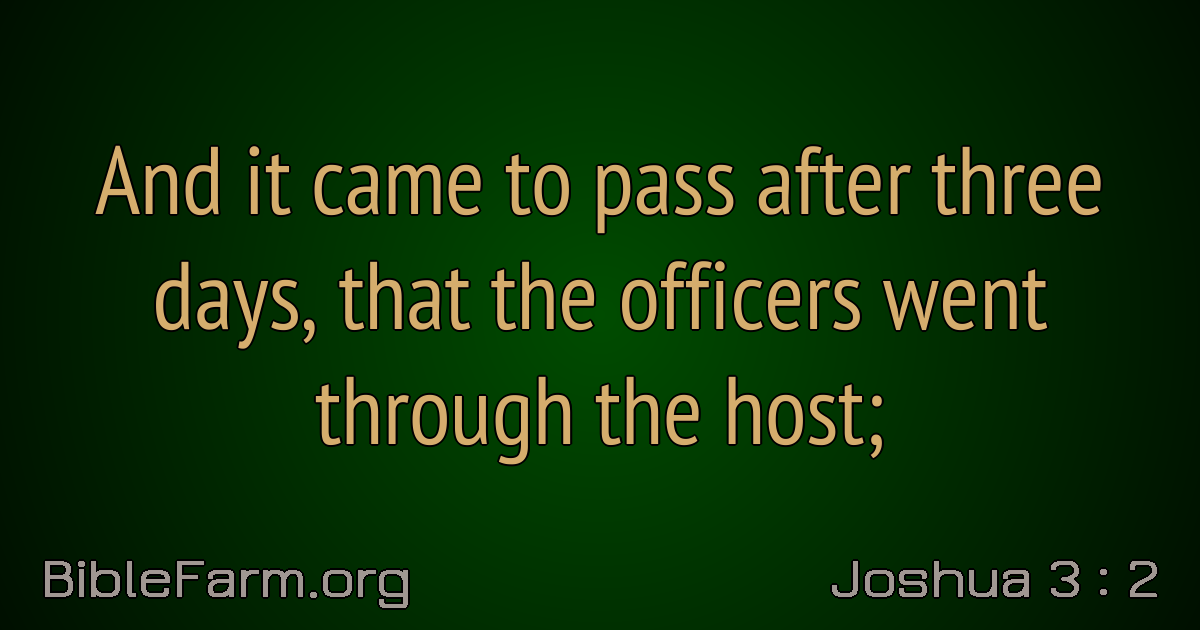 And it came to pass after three
days, that the officers went
through the host;
BibleFarm.org
Joshua 3 : 2